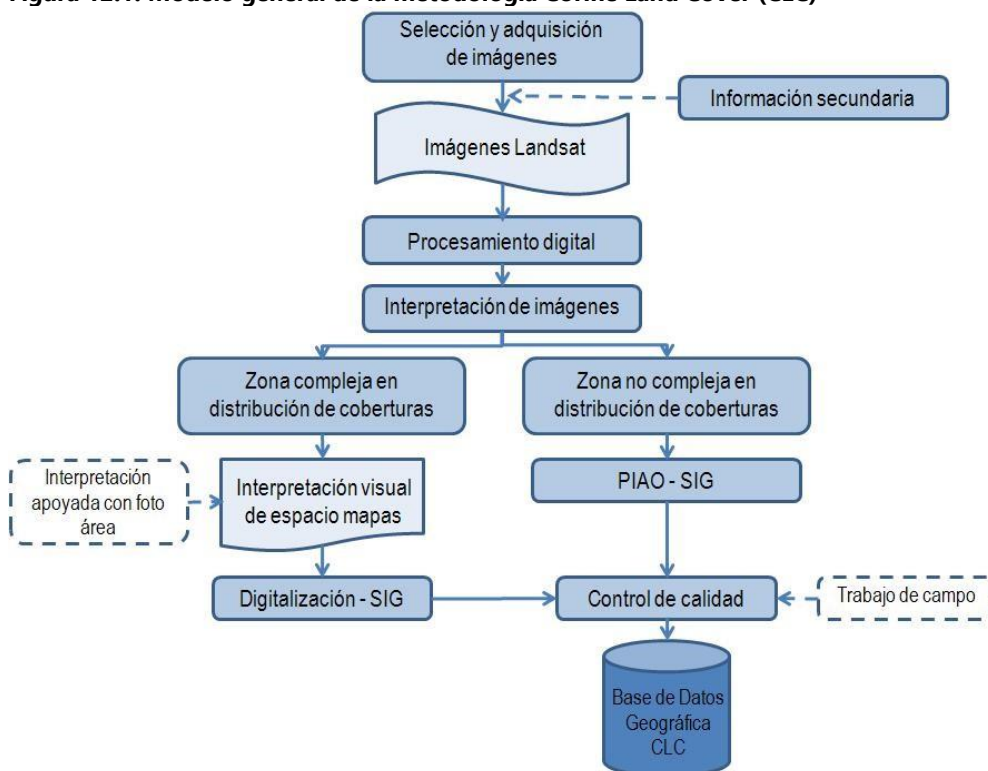 Figura 12.1. Modelo general de la metodología Corine Land Cover (CLC)
Selección y adquisición
de imágenes
Información secundaria
Imágenes Landsat
Procesamiento digital
Interpretación de imágenes
Zona compleja en
distribución de coberturas
Zona no compleja en
distribución de coberturas
Interpretación
apoyada con foto
área
Interpretación visual
de espacio mapas
PIAO - SIG
Digitalización - SIG
Control de calidad
Trabajo de campo
Base de Datos
Geográfica
CLC